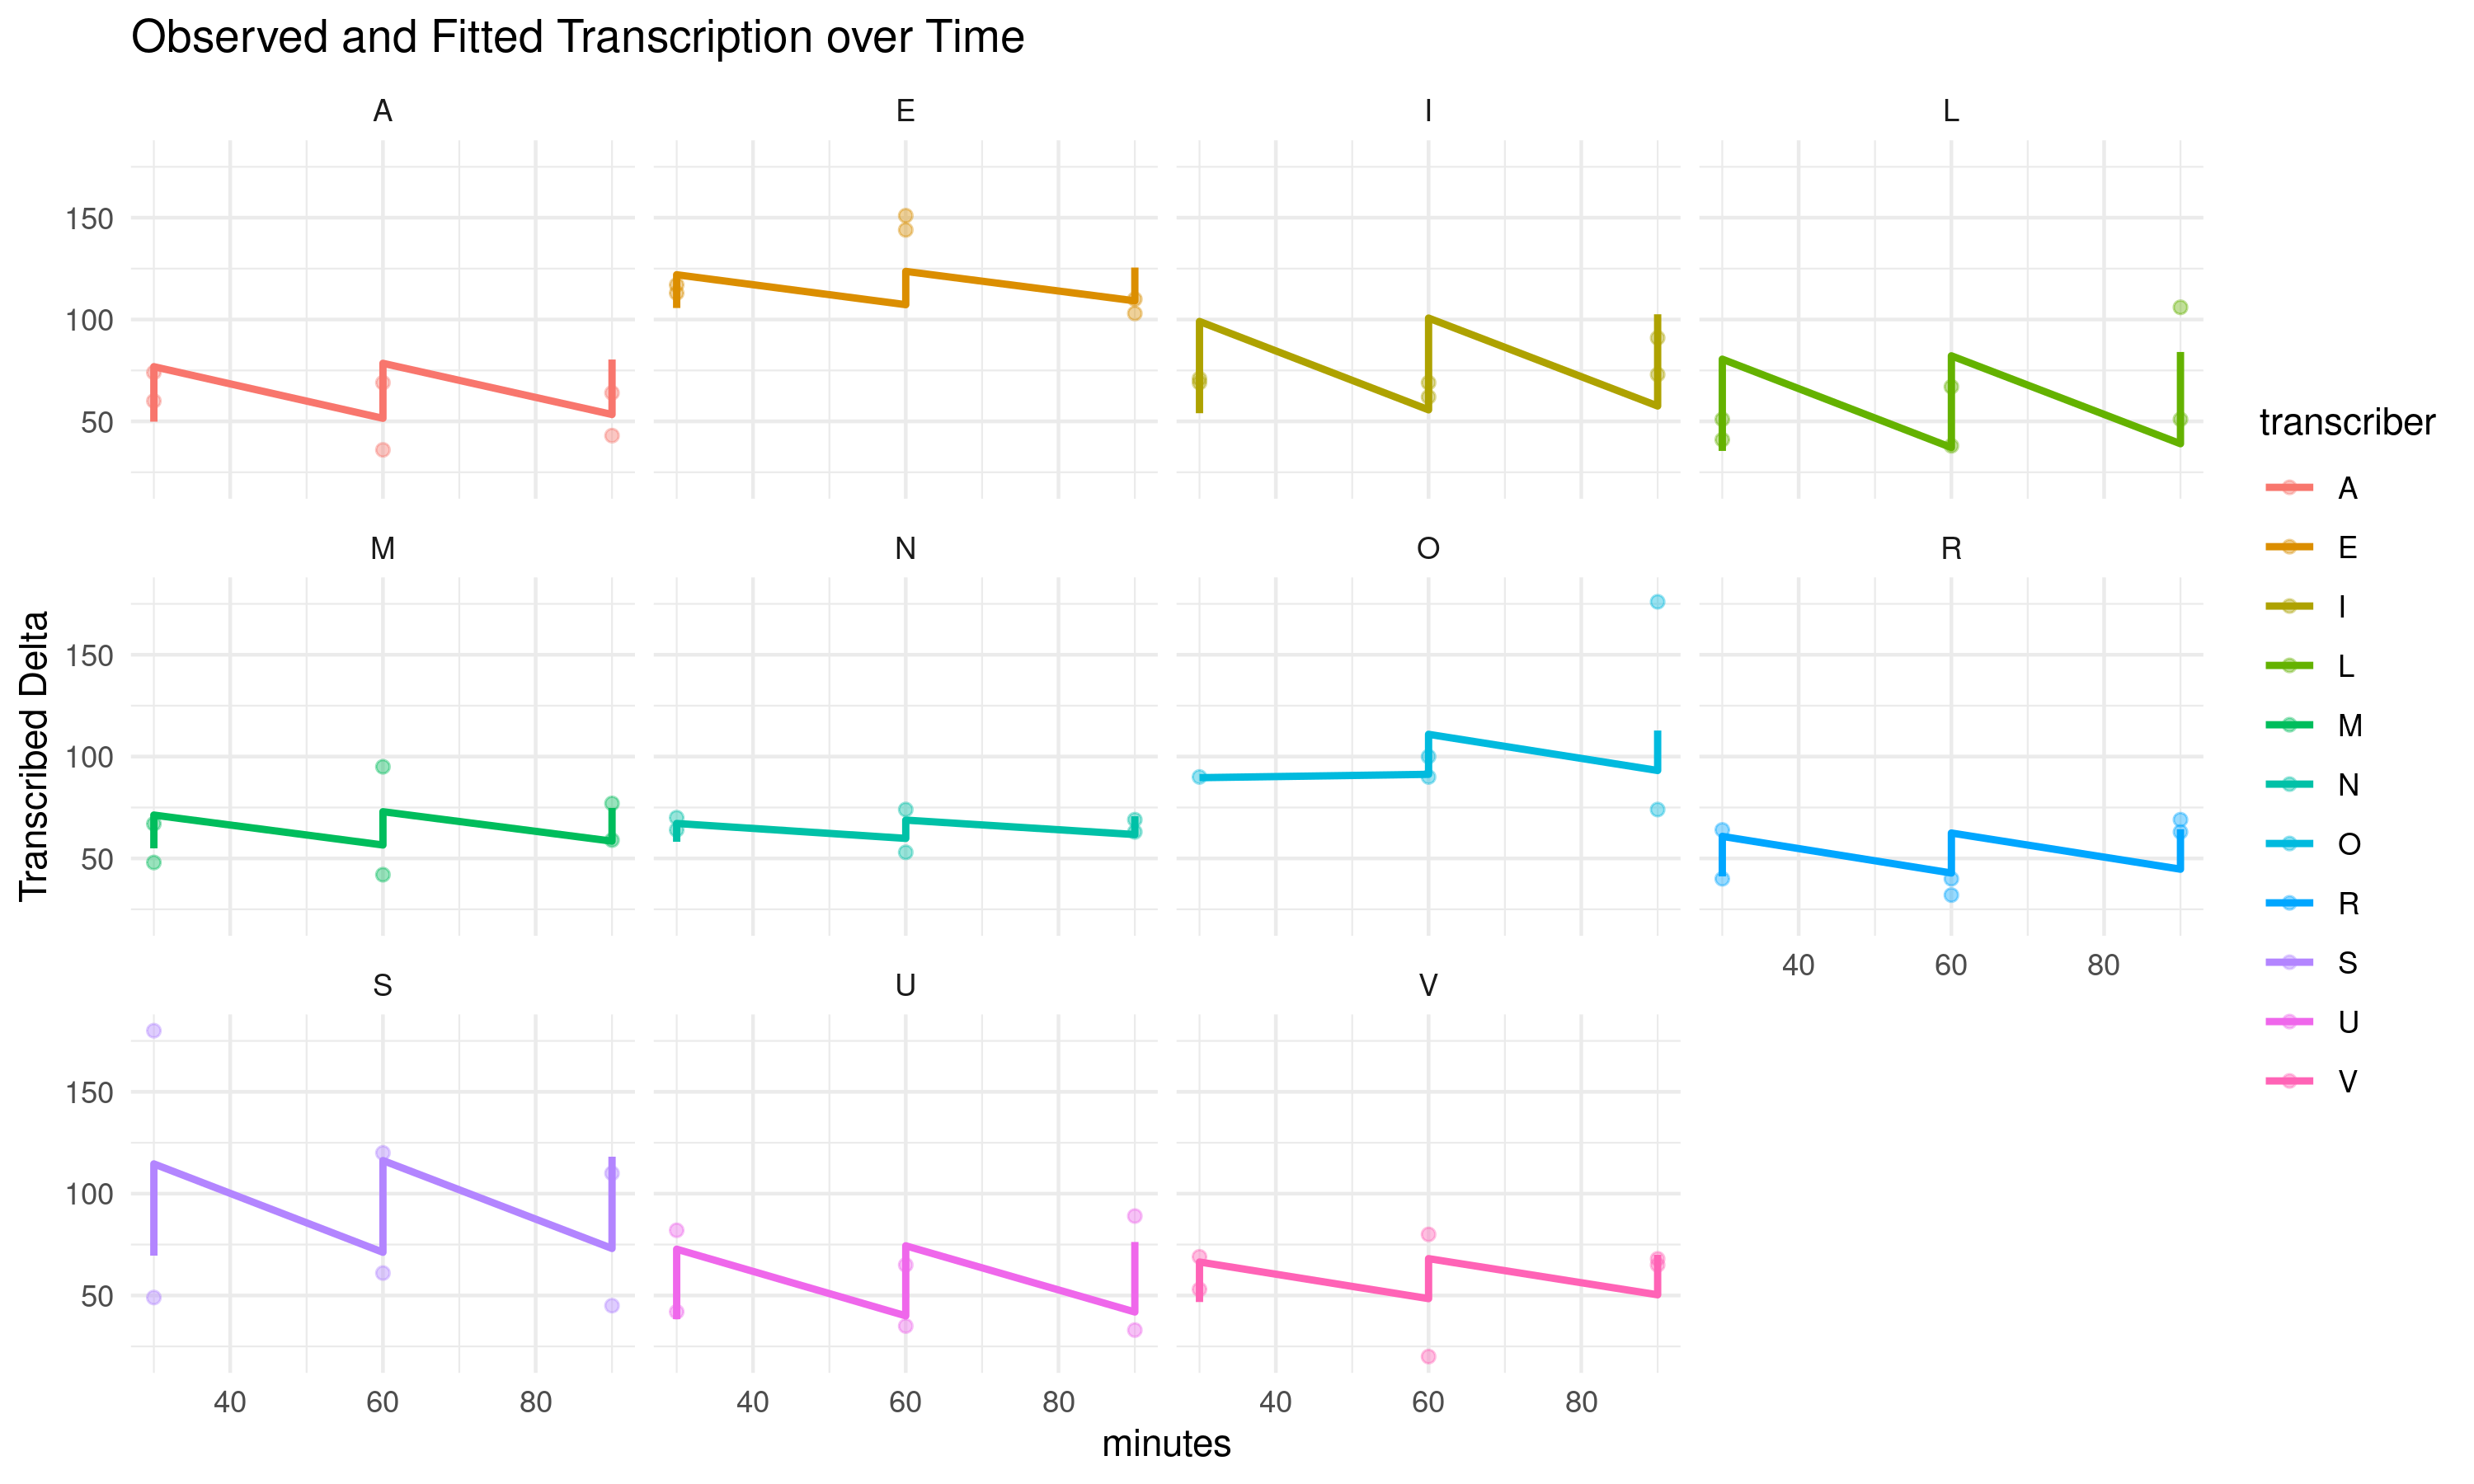 Observed and Fitted Transcription over Time
A E I L
150
100
50
M N O R
150
100
50
40 60 80
S U V
150
100
50
40 60 80 40 60 80 40 60 80
minutes
Transcribed Delta
transcriber
A
E
I
L
M
N
O
R
S
U
V